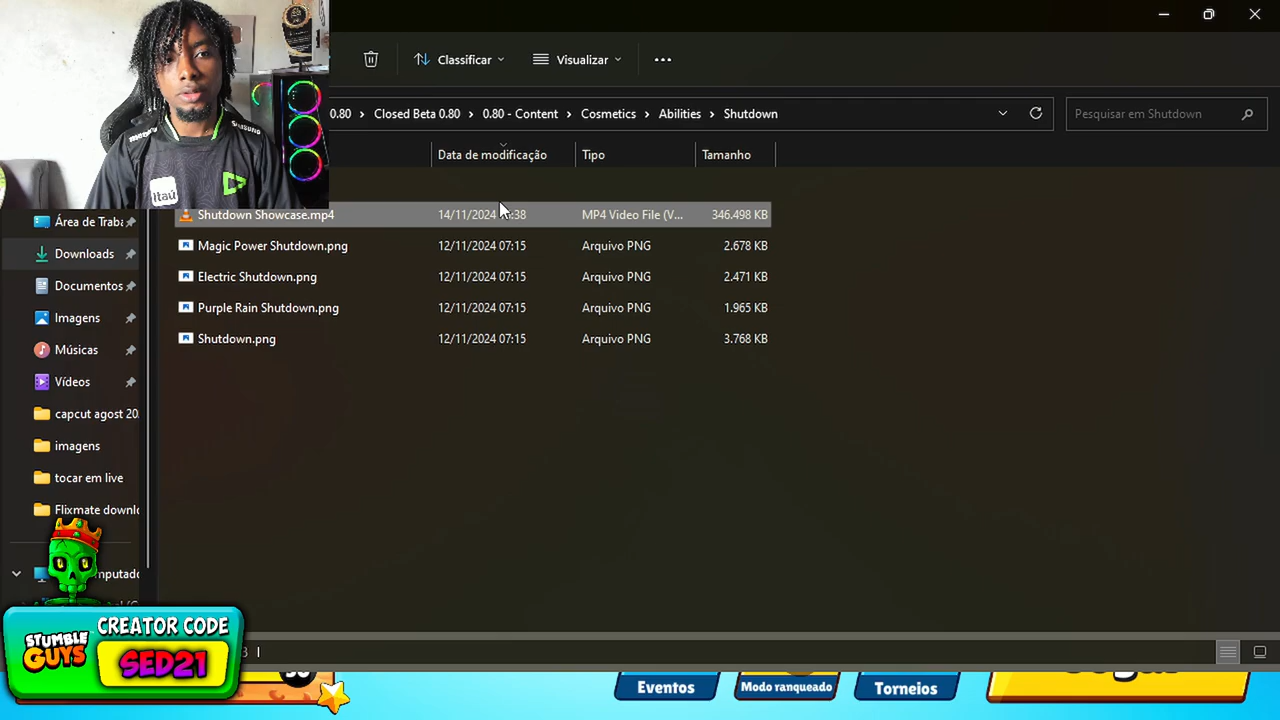 Classificar
Visualizar
0.80 > Closed Beta 0.80 > 0.80 - Content > Cosmetics > Abilities > Shutdown
Pesquisar em Shutdown
Data de modificação Tipo Tamanho
SAMSUNG
Itaú
Área de Traba
Downloads
Documentos
Imagens
Músicas
Vídeos
capcut agost 20
imagens
tocar em live
Flixmate downlo
mputado
Shutdown Showcase.mp4 14/11/2024 :38 MP4 Video File (V... 346.498 KB
Magic Power Shutdown.png 12/11/2024 07:15 Arquivo PNG 2.678 KB
Electric Shutdown.png 12/11/2024 07:15 Arquivo PNG 2.471 KB
Purple Rain Shutdown.png 12/11/2024 07:15 Arquivo PNG 1.965 KB
Shutdown.png 12/11/2024 07:15 Arquivo PNG 3.768 KB
STUMBLE GUYS
CREATOR CODE
SED21
Eventos
Modo ranqueado
Torneios